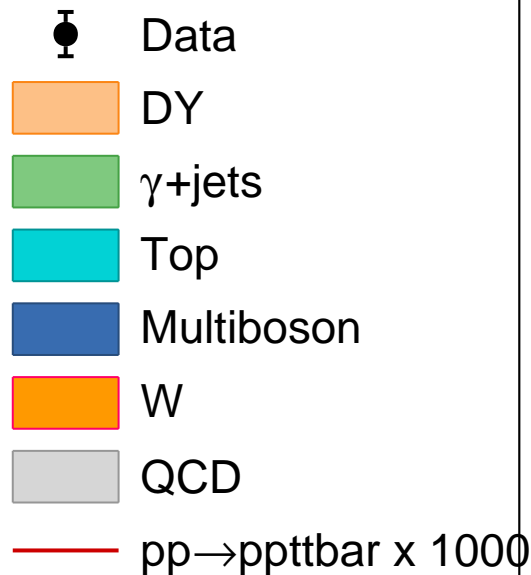 Data
DY
γ+jets
Top
Multiboson
W
QCD
pp→ppttbar x 1000